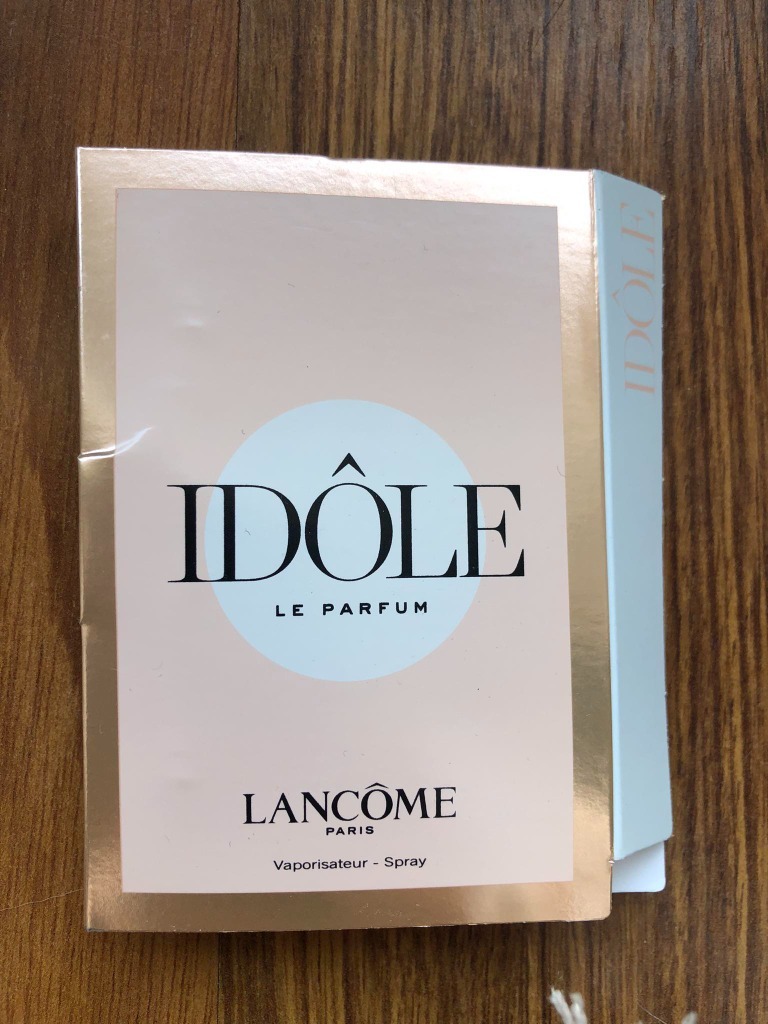 IDÔLE
LE PARFUM
LANCÔME
PARIS
Vaporisateur - Spray
IDÔLE